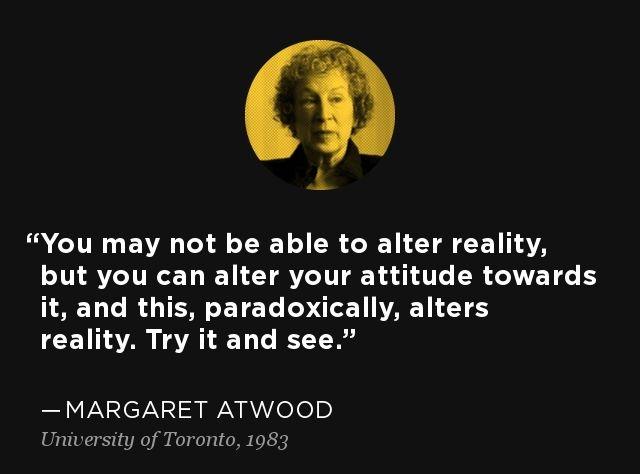 “You may not be able to alter reality,
but you can alter your attitude towards
it, and this, paradoxically, alters
reality. Try it and see.”
—MARGARET ATWOOD
University of Toronto, 1983